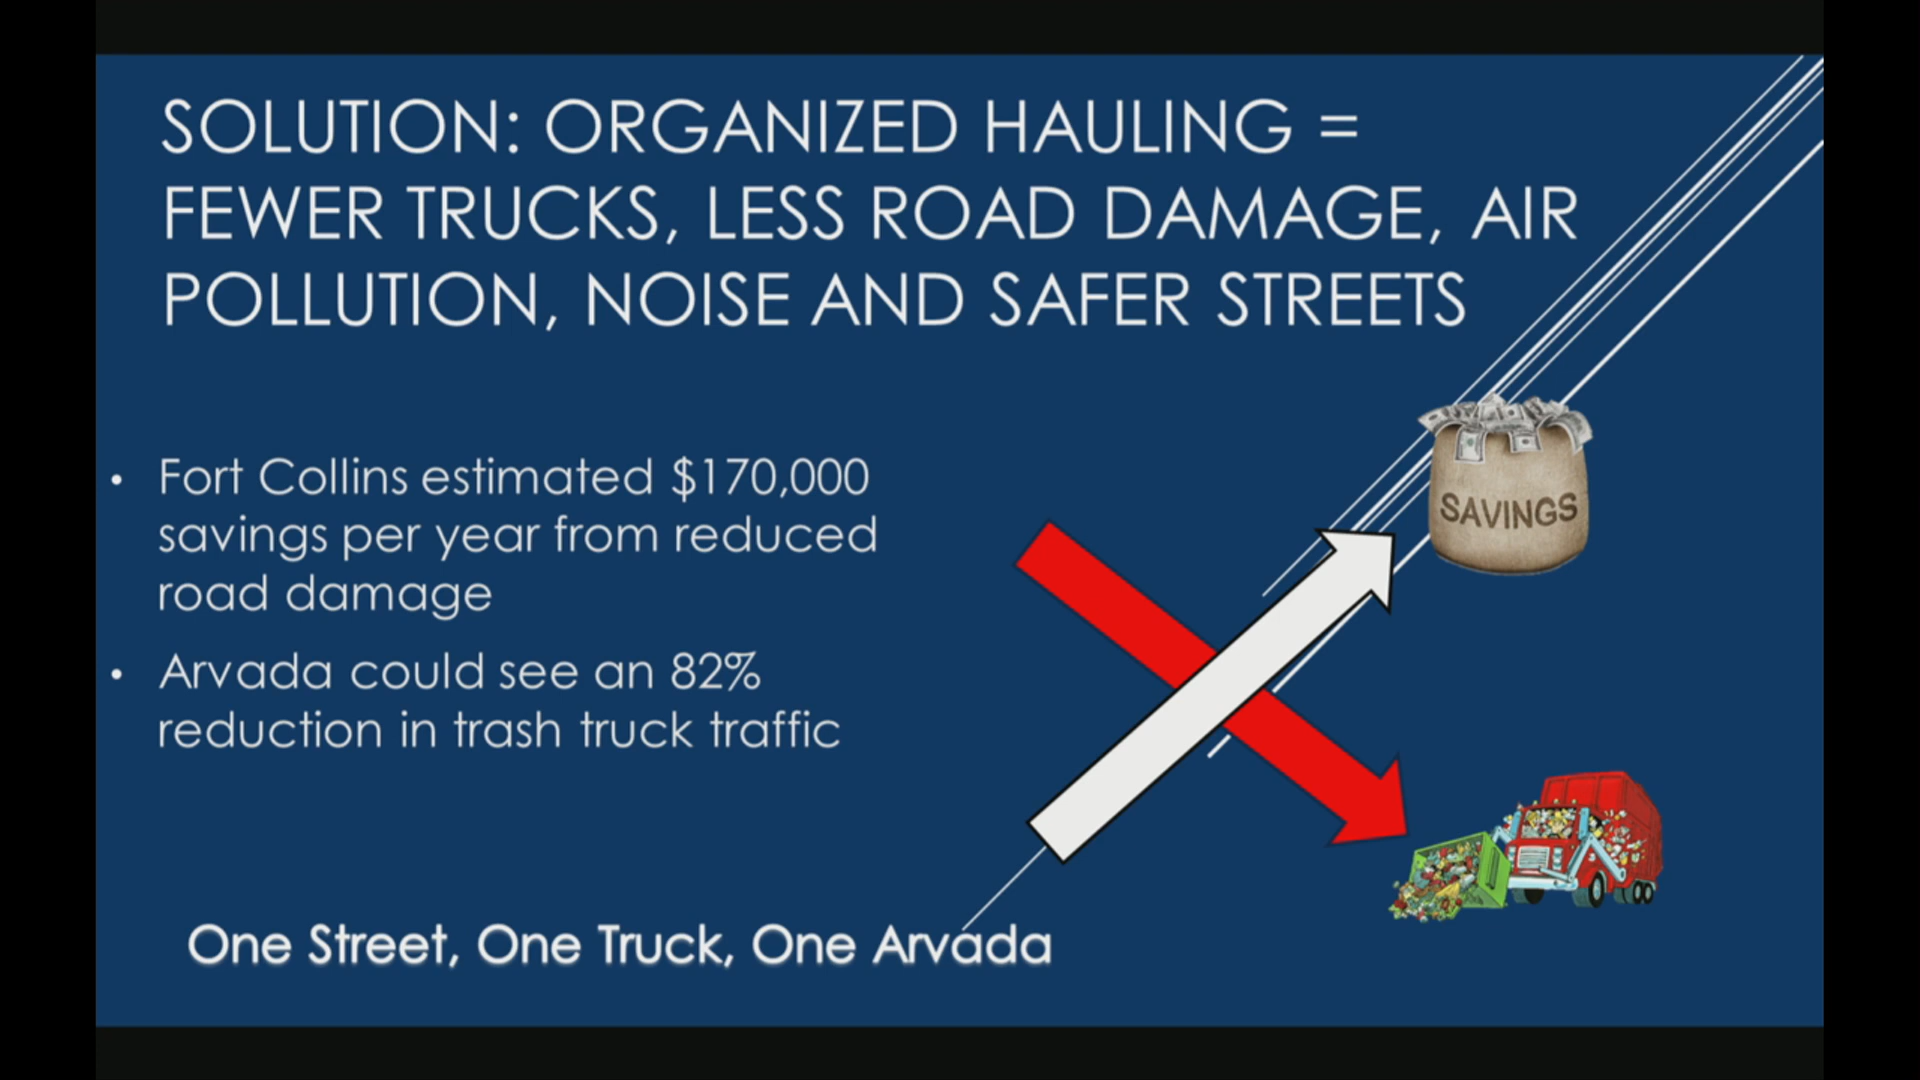 SOLUTION: ORGANIZED HAULING =
FEWER TRUCKS, LESS ROAD DAMAGE, AIR
POLLUTION, NOISE AND SAFER STREETS
• Fort Collins estimated $170,000
savings per year from reduced
road damage
• Arvada could see an 82%
reduction in trash truck traffic
SAVINGS
One Street, One Truck, One Arvada